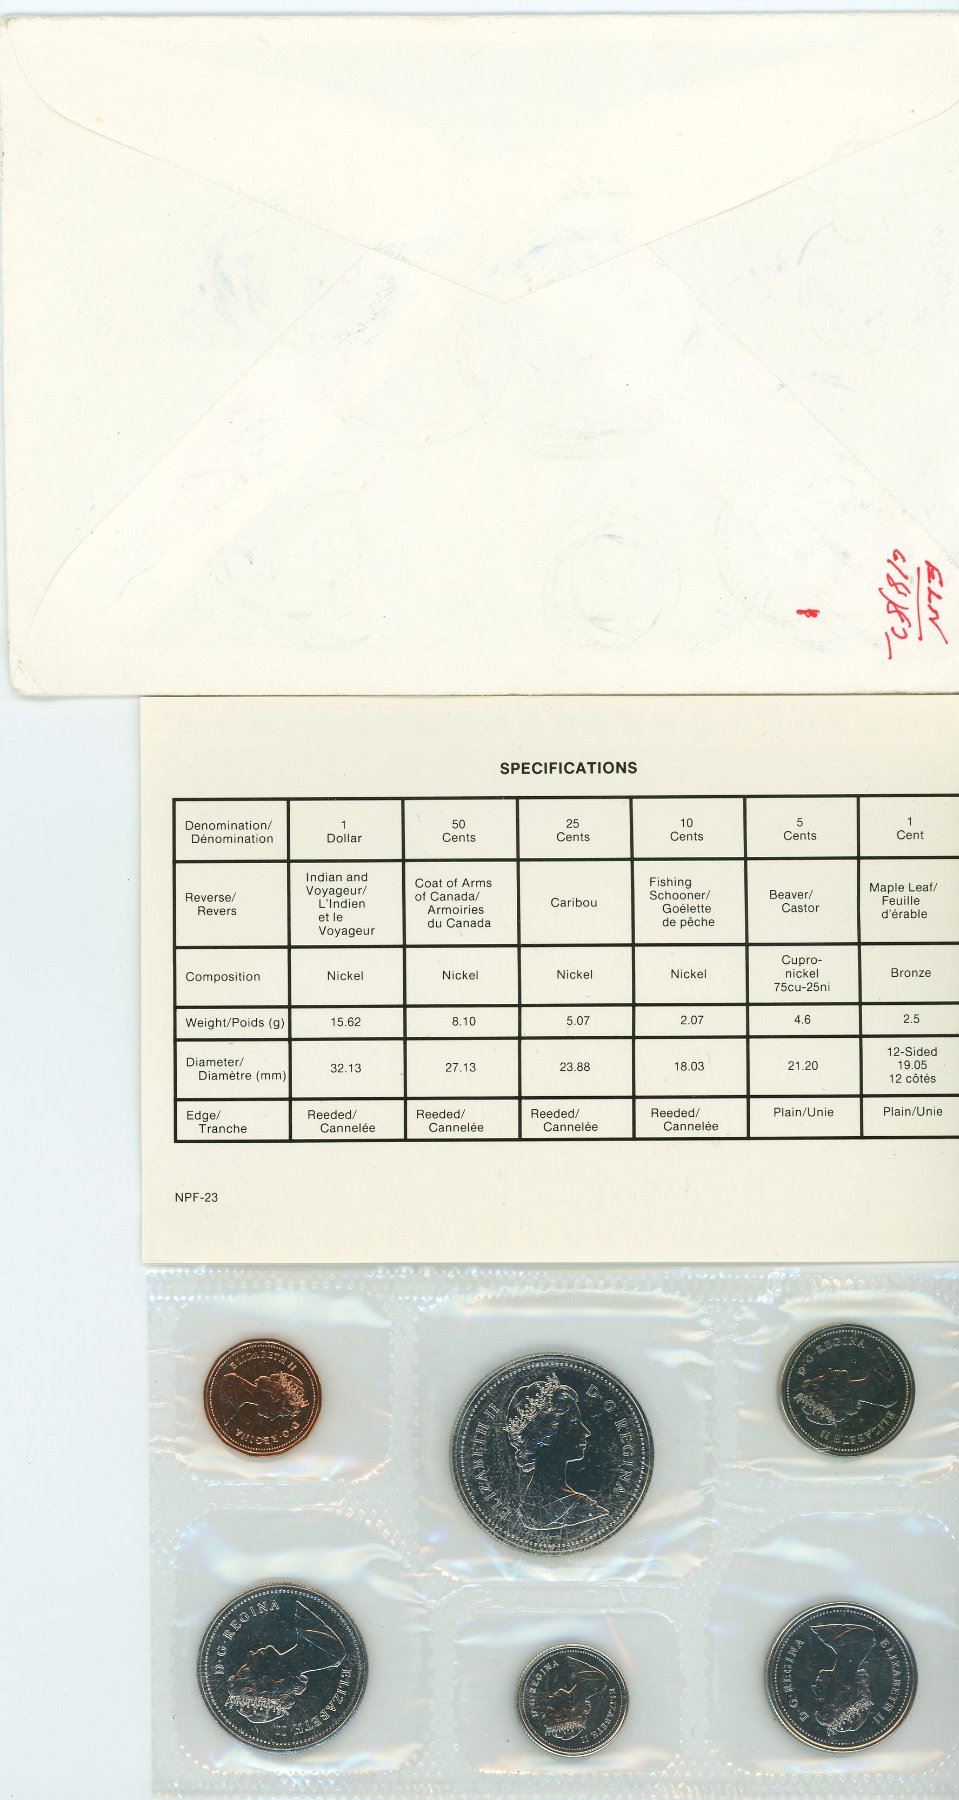 SPECIFICATIONS
Denomination/ Dénomination
1 Dollar
50 Cents
25 Cents
10 Cents
5 Cents
1 Cent
Reverse/ Revers
Indian and Voyageur/ L'Indien et le Voyageur
Coat of Arms of Canada/ Armoiries du Canada
Caribou
Fishing Schooner/ Goélette de pêche
Beaver/ Castor
Maple Leaf/ Feuille d'érable
Composition
Nickel
Nickel
Nickel
Nickel
Cupro-nickel 75cu-25ni
Bronze
Weight/Poids (g)
15.62
8.10
5.07
2.07
4.6
2.5
Diameter/ Diamètre (mm)
32.13
27.13
23.88
18.03
21.20
12-Sided 19.05 12 côtés
Edge/ Tranche
Reeded/ Cannelée
Reeded/ Cannelée
Reeded/ Cannelée
Reeded/ Cannelée
Plain/Unie
Plain/Unie
NPF-23
ELIZABETH II D·G·REGINA
ELIZABETH II D·G·REGINA
ELIZABETH II D·G·REGINA
ELIZABETH II D·G·REGINA
ELIZABETH II D·G·REGINA
ELIZABETH II D·G·REGINA